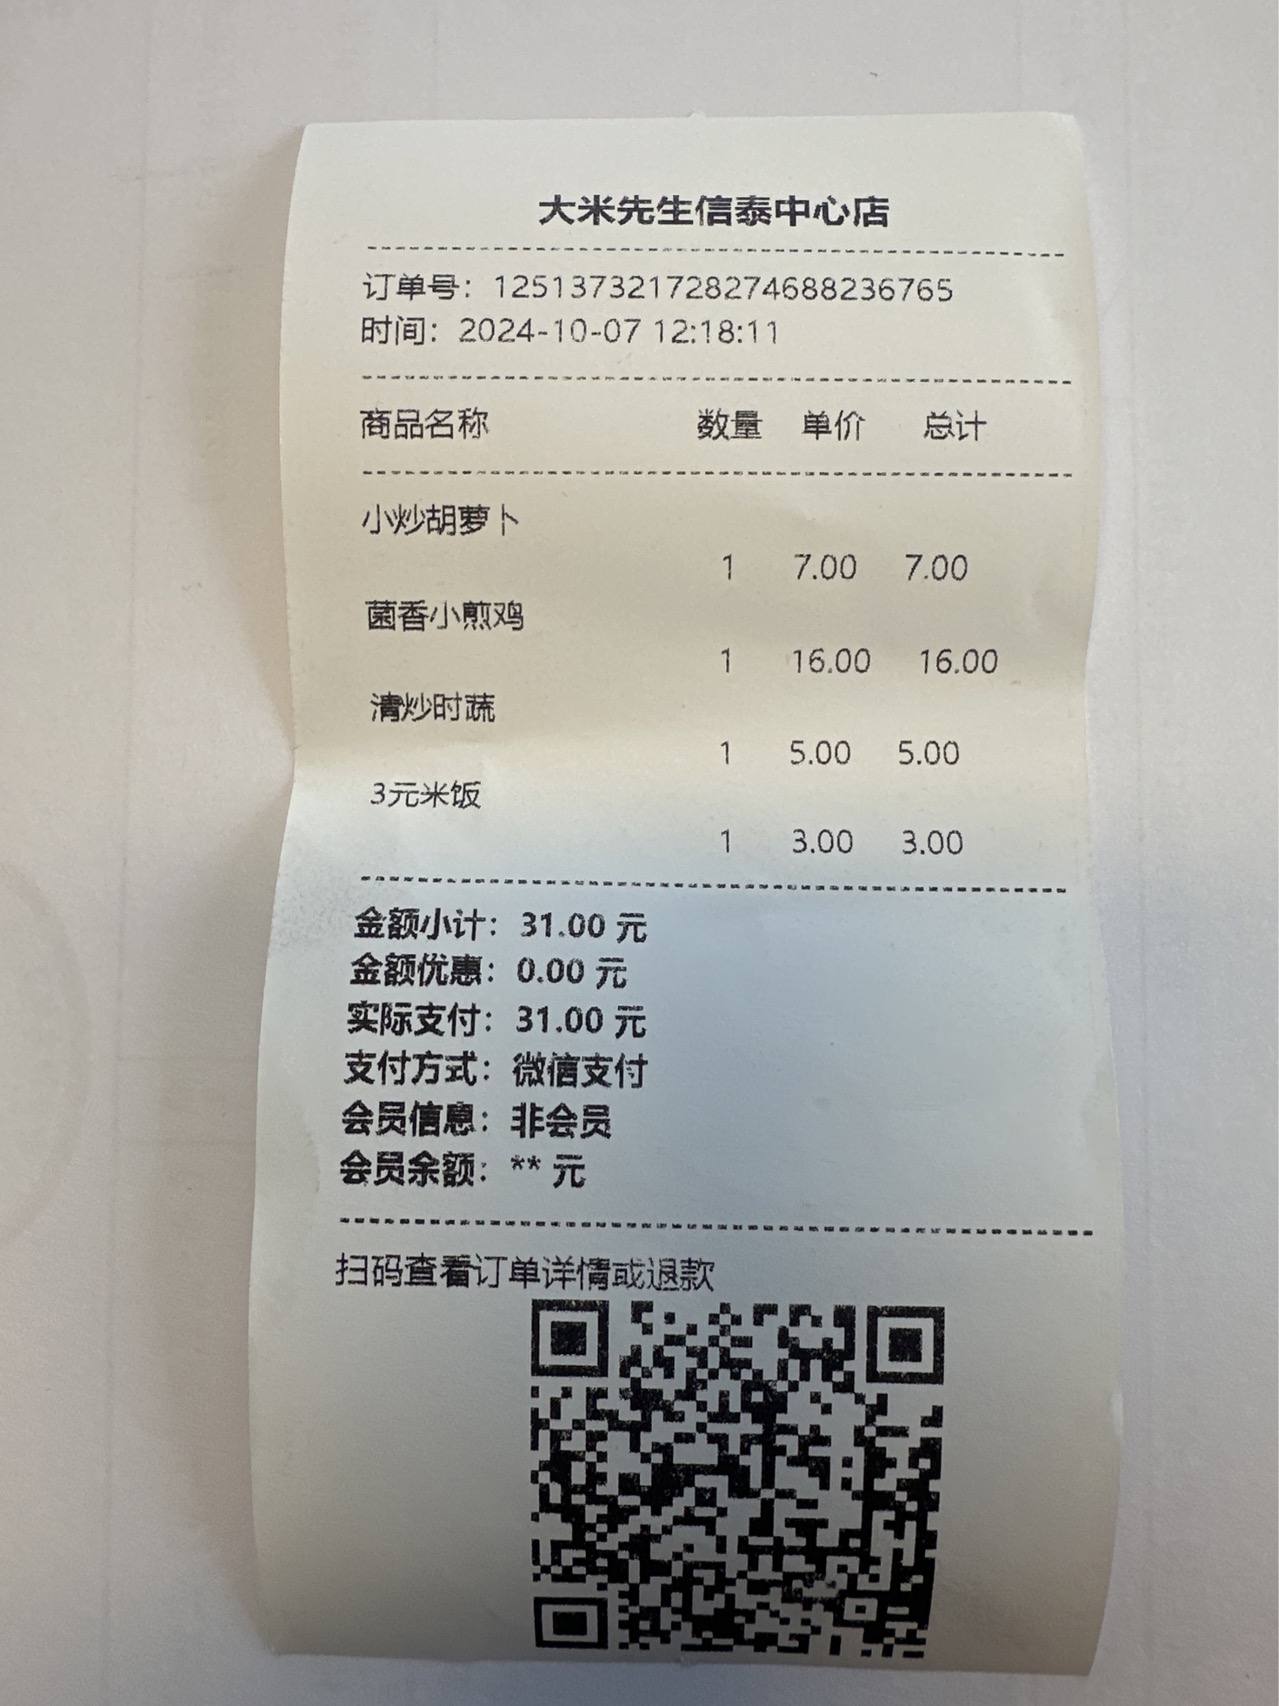 大米先生信泰中心店
订单号：125137321728274688236765
时间：2024-10-07 12:18:11
商品名称 数量 单价 总计
小炒胡萝卜
1 7.00 7.00
菌香小煎鸡
1 16.00 16.00
清炒时蔬
1 5.00 5.00
3元米饭
1 3.00 3.00
金额小计：31.00 元
金额优惠：0.00 元
实际支付：31.00 元
支付方式：微信支付
会员信息：非会员
会员余额：** 元
扫码查看订单详情或退款